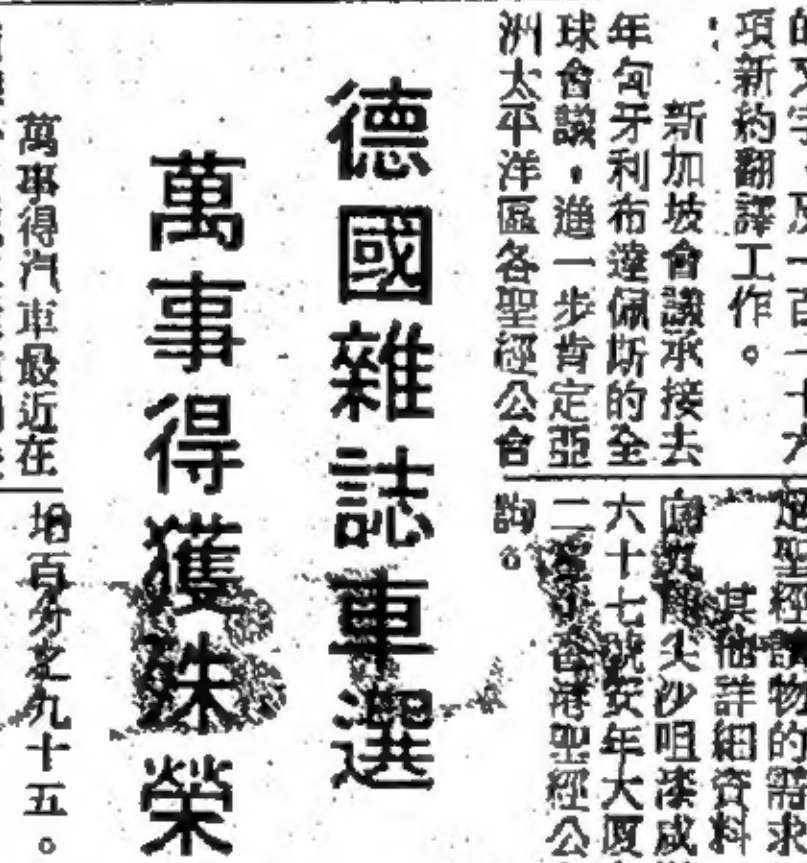 項新約翻譯工作。
新加坡會議承接去
年匈牙利布達佩斯的全
球會議，進一步肯定亞
洲太平洋區各聖經公會
聖經讀物的需求
其他詳細資料
尖沙咀漆咸
六十七號安年大厦
香港聖經公
詢。
德國雜誌車選
萬事得獲殊榮
萬事得汽車最近在
培百分之九十五。